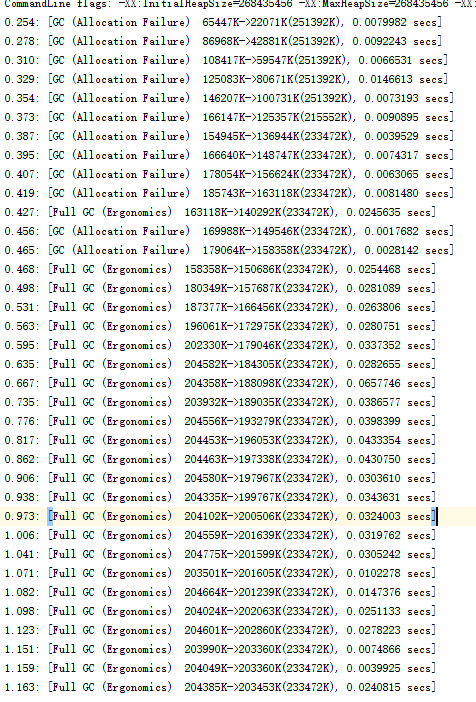 CommandLine flags: -XX:InitialHeapSize=268435456 -XX:MaxHeapSize=268435456 -XX:
0.254: [GC (Allocation Failure)  65447K->22071K(251392K), 0.0079982 secs]
0.278: [GC (Allocation Failure)  86968K->42881K(251392K), 0.0092243 secs]
0.310: [GC (Allocation Failure)  108417K->59547K(251392K), 0.0066531 secs]
0.329: [GC (Allocation Failure)  125083K->80671K(251392K), 0.0146613 secs]
0.354: [GC (Allocation Failure)  146207K->100731K(251392K), 0.0073193 secs]
0.373: [GC (Allocation Failure)  166147K->125357K(215552K), 0.0090895 secs]
0.387: [GC (Allocation Failure)  154945K->136944K(233472K), 0.0039529 secs]
0.395: [GC (Allocation Failure)  166640K->148747K(233472K), 0.0074317 secs]
0.407: [GC (Allocation Failure)  178054K->156624K(233472K), 0.0063065 secs]
0.419: [GC (Allocation Failure)  185743K->163118K(233472K), 0.0081480 secs]
0.427: [Full GC (Ergonomics)  163118K->140292K(233472K), 0.0245635 secs]
0.456: [GC (Allocation Failure)  169988K->149546K(233472K), 0.0017682 secs]
0.465: [GC (Allocation Failure)  179064K->158358K(233472K), 0.0028142 secs]
0.468: [Full GC (Ergonomics)  158358K->150686K(233472K), 0.0254468 secs]
0.498: [Full GC (Ergonomics)  180349K->157687K(233472K), 0.0281089 secs]
0.531: [Full GC (Ergonomics)  187377K->166456K(233472K), 0.0263806 secs]
0.563: [Full GC (Ergonomics)  196061K->172975K(233472K), 0.0280751 secs]
0.595: [Full GC (Ergonomics)  202330K->179046K(233472K), 0.0337352 secs]
0.635: [Full GC (Ergonomics)  204582K->184305K(233472K), 0.0282655 secs]
0.667: [Full GC (Ergonomics)  204358K->188098K(233472K), 0.0657746 secs]
0.735: [Full GC (Ergonomics)  203932K->189035K(233472K), 0.0386577 secs]
0.776: [Full GC (Ergonomics)  204556K->193279K(233472K), 0.0398399 secs]
0.817: [Full GC (Ergonomics)  204453K->196053K(233472K), 0.0433354 secs]
0.862: [Full GC (Ergonomics)  204463K->197338K(233472K), 0.0430750 secs]
0.906: [Full GC (Ergonomics)  204580K->197967K(233472K), 0.0303610 secs]
0.938: [Full GC (Ergonomics)  204335K->199767K(233472K), 0.0343631 secs]
0.973: [Full GC (Ergonomics)  204102K->200506K(233472K), 0.0324003 secs]
1.006: [Full GC (Ergonomics)  204559K->201639K(233472K), 0.0319762 secs]
1.041: [Full GC (Ergonomics)  204775K->201599K(233472K), 0.0305242 secs]
1.071: [Full GC (Ergonomics)  203501K->201605K(233472K), 0.0102278 secs]
1.082: [Full GC (Ergonomics)  204664K->201239K(233472K), 0.0147376 secs]
1.098: [Full GC (Ergonomics)  204024K->202063K(233472K), 0.0251133 secs]
1.123: [Full GC (Ergonomics)  204601K->202860K(233472K), 0.0278223 secs]
1.151: [Full GC (Ergonomics)  203990K->203360K(233472K), 0.0074866 secs]
1.159: [Full GC (Ergonomics)  204049K->203360K(233472K), 0.0039925 secs]
1.163: [Full GC (Ergonomics)  204385K->203453K(233472K), 0.0240815 secs]